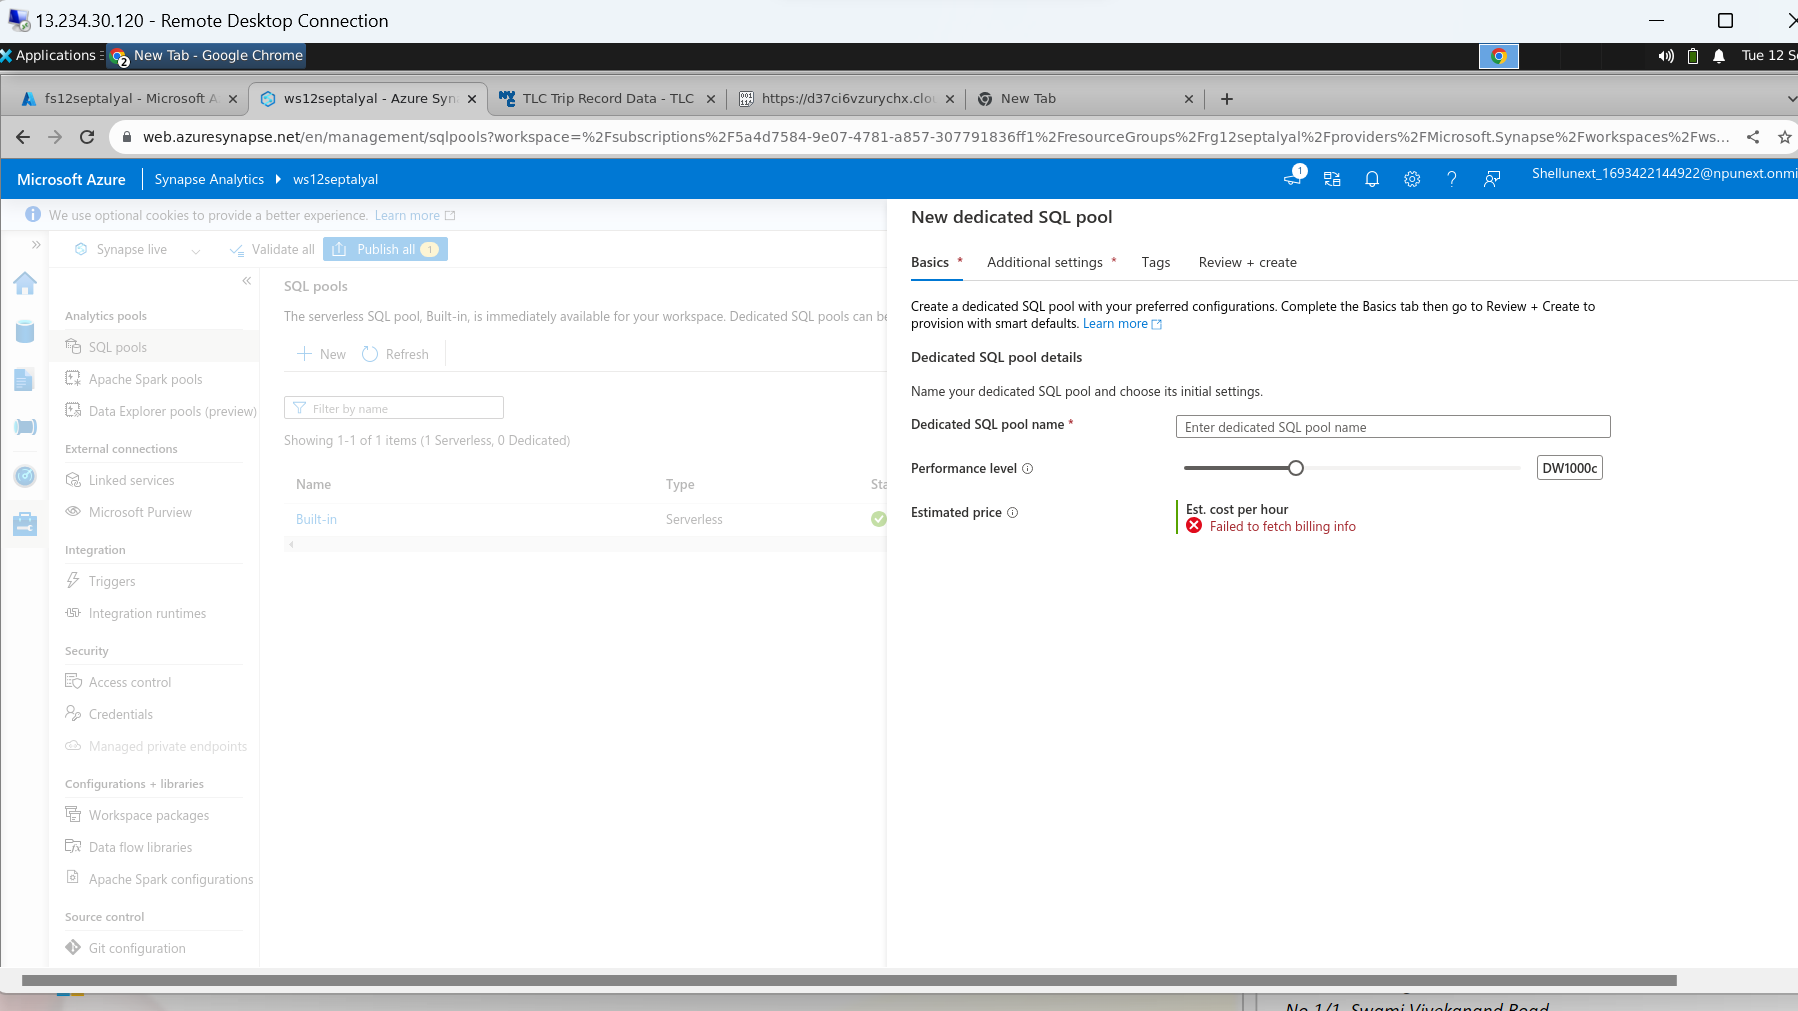 13.234.30.120 - Remote Desktop Connection
Applications
New Tab - Google Chrome
Tue 12 S
fs12septalyal - Microsoft A
ws12septalyal - Azure Syn
TLC Trip Record Data - TLC
https://d37ci6vzurychx.clou
New Tab
web.azuresynapse.net/en/management/sqlpools?workspace=%2Fsubscriptions%2F5a4d7584-9e07-4781-a857-307791836ff1%2FresourceGroups%2Frg12septalyal%2Fproviders%2FMicrosoft.Synapse%2Fworkspaces%2Fws...
Microsoft Azure
Synapse Analytics
ws12septalyal
1
Shellunext_1693422144922@npunext.onmi
We use optional cookies to provide a better experience. Learn more
Synapse live
Validate all
Publish all 1
Analytics pools
SQL pools
Apache Spark pools
Data Explorer pools (preview)
External connections
Linked services
Microsoft Purview
Integration
Triggers
Integration runtimes
Security
Access control
Credentials
Managed private endpoints
Configurations + libraries
Workspace packages
Data flow libraries
Apache Spark configurations
Source control
Git configuration
SQL pools
The serverless SQL pool, Built-in, is immediately available for your workspace. Dedicated SQL pools can be
New
Refresh
Filter by name
Showing 1-1 of 1 items (1 Serverless, 0 Dedicated)
Name Type Sta
Built-in Serverless
New dedicated SQL pool
Basics * Additional settings * Tags Review + create
Create a dedicated SQL pool with your preferred configurations. Complete the Basics tab then go to Review + Create to
provision with smart defaults. Learn more
Dedicated SQL pool details
Name your dedicated SQL pool and choose its initial settings.
Dedicated SQL pool name *
Enter dedicated SQL pool name
Performance level
DW1000c
Estimated price
Est. cost per hour
Failed to fetch billing info
No 1/1, Swami Vivekanand Road